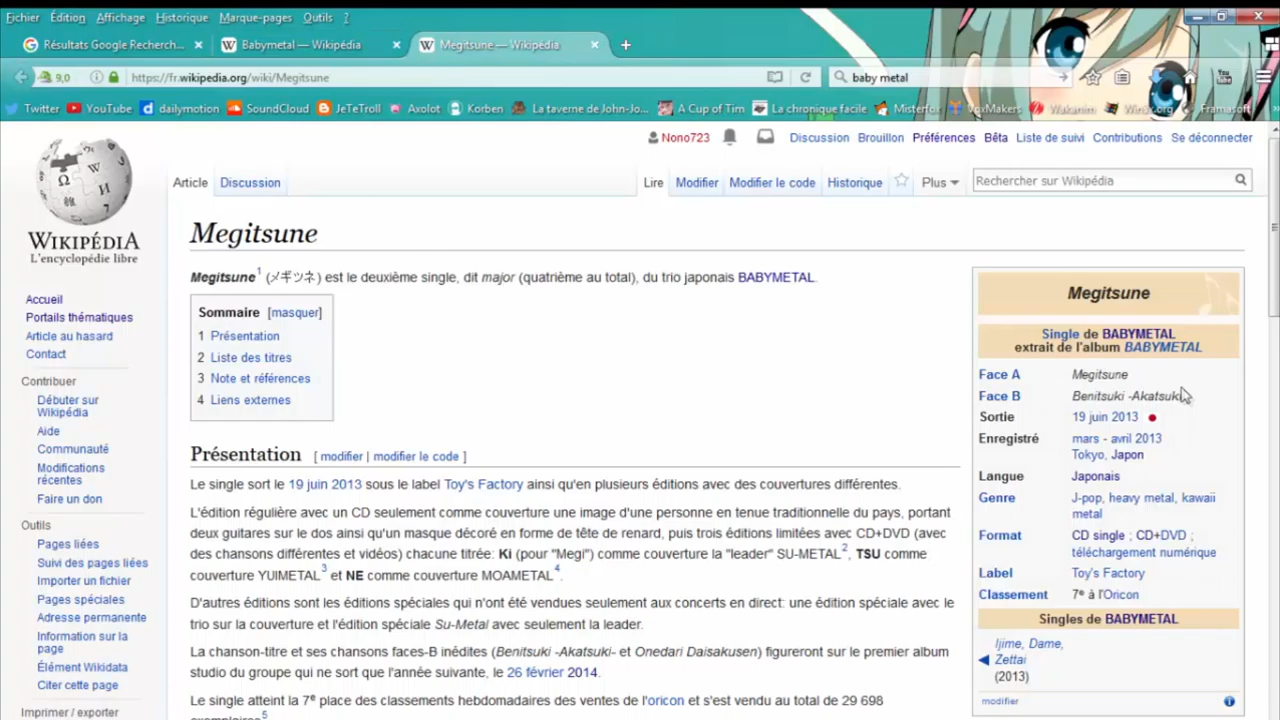 Fichier Édition Affichage Historique Marque-pages Outils ?
Résultats Google Recherch... Babymetal — Wikipédia Megitsune — Wikipédia
9,0 https://fr.wikipedia.org/wiki/Megitsune baby metal
Twitter YouTube dailymotion SoundCloud JeTeTroll Axolot Korben La taverne de John-Jo... A Cup of Tim La chronique facile Misterfox VoxMakers Wakanim Framasoft
Nono723 Discussion Brouillon Préférences Bêta Liste de suivi Contributions Se déconnecter
Article Discussion Lire Modifier Modifier le code Historique Plus Rechercher sur Wikipédia
WIKIPÉDIA
L'encyclopédie libre
Accueil
Portails thématiques
Article au hasard
Contact
Contribuer
Débuter sur
Wikipédia
Aide
Communauté
Modifications
récentes
Faire un don
Outils
Pages liées
Suivi des pages liées
Importer un fichier
Pages spéciales
Adresse permanente
Information sur la
page
Élément Wikidata
Citer cette page
Imprimer / exporter
Megitsune
Megitsune1 (メギツネ) est le deuxième single, dit major (quatrième au total), du trio japonais BABYMETAL.
Sommaire [masquer]
1 Présentation
2 Liste des titres
3 Note et références
4 Liens externes
Présentation [ modifier | modifier le code ]
Le single sort le 19 juin 2013 sous le label Toy's Factory ainsi qu'en plusieurs éditions avec des couvertures différentes.
L'édition régulière avec un CD seulement comme couverture une image d'une personne en tenue traditionnelle du pays, portant
deux guitares sur le dos ainsi qu'un masque décoré en forme de tête de renard, puis trois éditions limitées avec CD+DVD (avec
des chansons différentes et vidéos) chacune titrée: Ki (pour "Megi") comme couverture la "leader" SU-METAL2, TSU comme
couverture YUIMETAL3 et NE comme couverture MOAMETAL4.
D'autres éditions sont les éditions spéciales qui n'ont été vendues seulement aux concerts en direct: une édition spéciale avec le
trio sur la couverture et l'édition spéciale Su-Metal avec seulement la leader.
La chanson-titre et ses chansons faces-B inédites (Benitsuki -Akatsuki- et Onedari Daisakusen) figureront sur le premier album
studio du groupe qui ne sort que l'année suivante, le 26 février 2014.
Le single atteint la 7e place des classements hebdomadaires des ventes de l'oricon et s'est vendu au total de 29 698
exemplaires5
Megitsune
Single de BABYMETAL
extrait de l'album BABYMETAL
Face A Megitsune
Face B Benitsuki -Akatsuki-
Sortie 19 juin 2013
Enregistré mars - avril 2013
Tokyo, Japon
Langue Japonais
Genre J-pop, heavy metal, kawaii
metal
Format CD single ; CD+DVD ;
téléchargement numérique
Label Toy's Factory
Classement 7e à l'Oricon
Singles de BABYMETAL
Ijime, Dame,
Zettai
(2013)
modifier